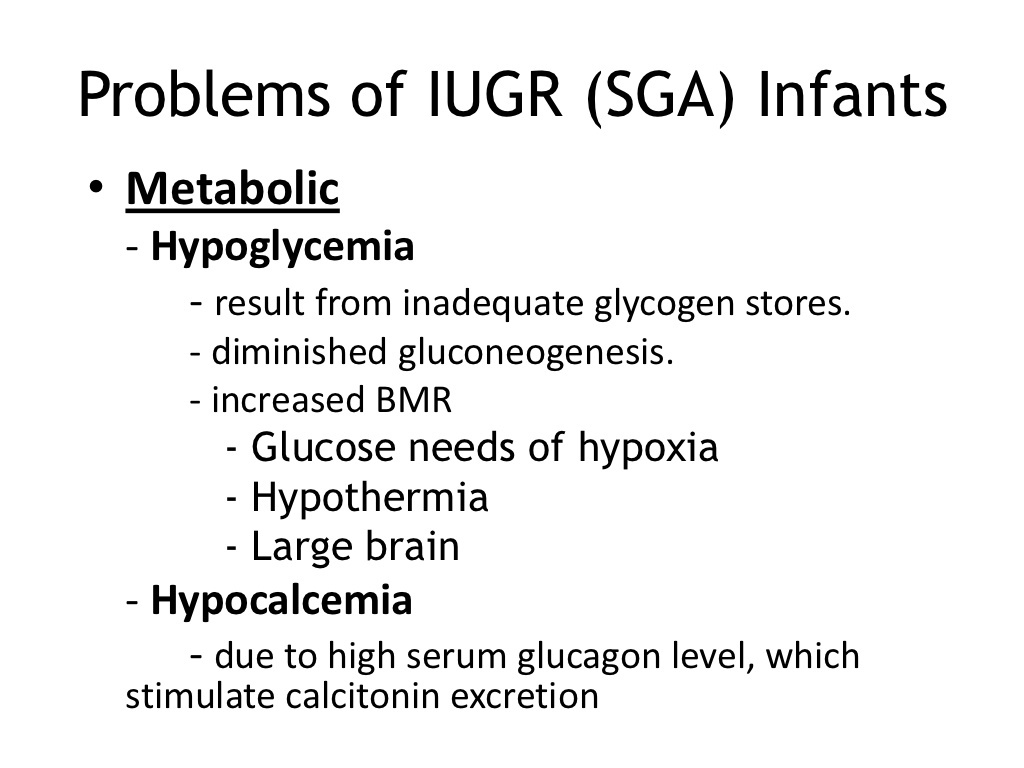 Problems of IUGR (SGA) Infants
• Metabolic
- Hypoglycemia
- result from inadequate glycogen stores.
- diminished gluconeogenesis.
- increased BMR
- Glucose needs of hypoxia
- Hypothermia
- Large brain
- Hypocalcemia
- due to high serum glucagon level, which
stimulate calcitonin excretion